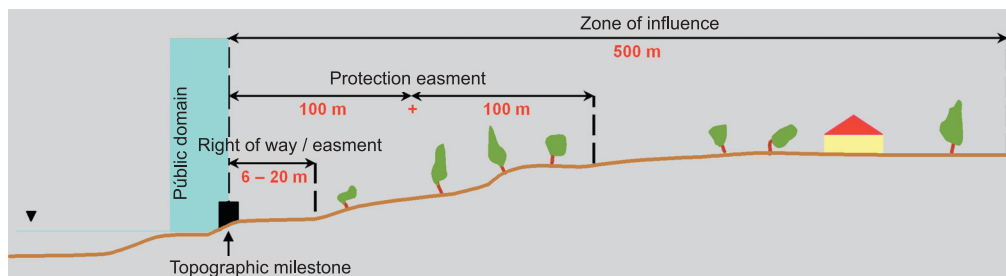 Zone of influence
500 m
Protection easment
100 m + 100 m
Right of way / easment
6 – 20 m
Públic domain
Topographic milestone